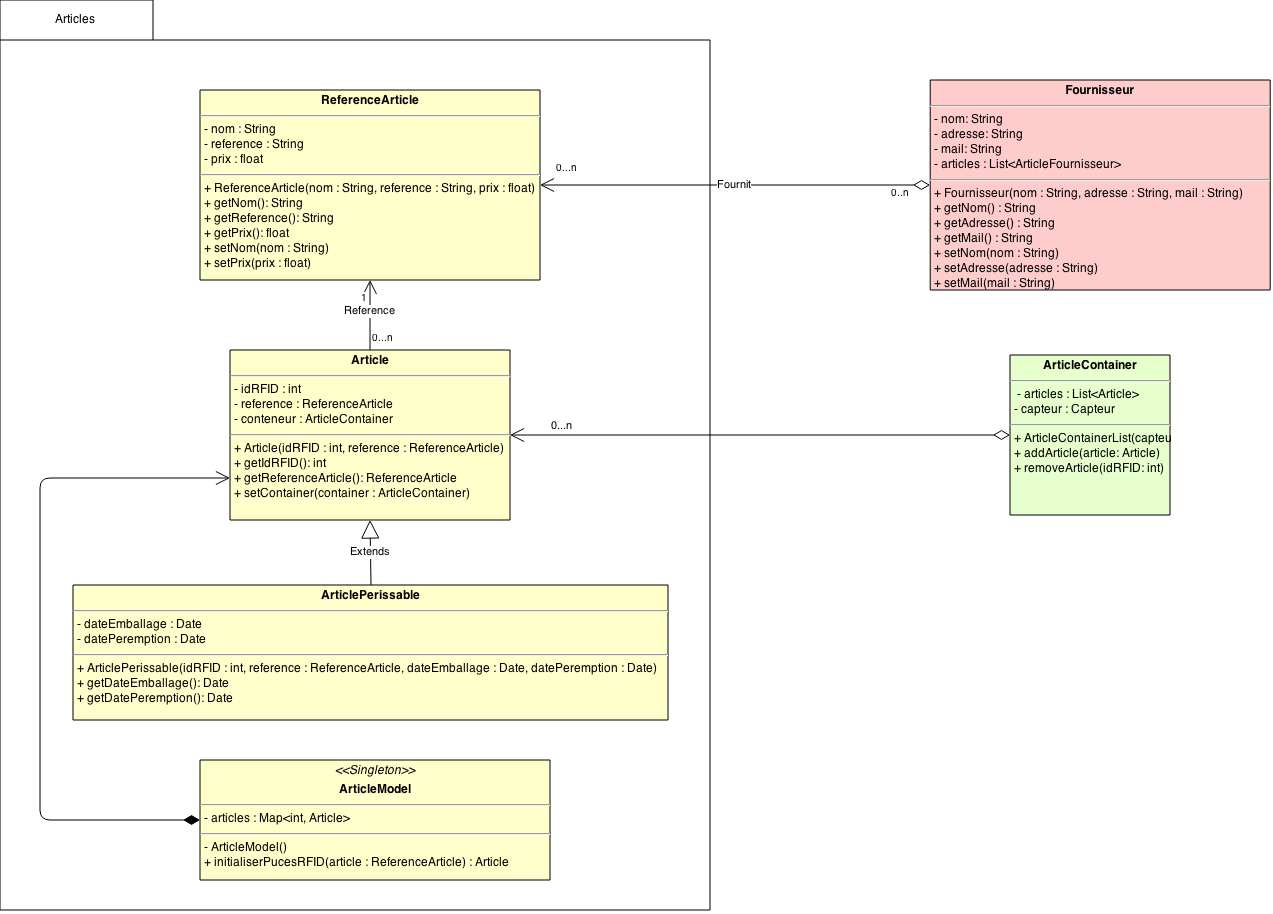 Articles
ReferenceArticle
- nom : String
- reference : String
- prix : float
+ ReferenceArticle(nom : String, reference : String, prix : float)
+ getNom(): String
+ getReference(): String
+ getPrix(): float
+ setNom(nom : String)
+ setPrix(prix : float)
0...n
Fournit
0..n
Fournisseur
- nom: String
- adresse: String
- mail: String
- articles : List<ArticleFournisseur>
+ Fournisseur(nom : String, adresse : String, mail : String)
+ getNom() : String
+ getAdresse() : String
+ getMail() : String
+ setNom(nom : String)
+ setAdresse(adresse : String)
+ setMail(mail : String)
1
Reference
0...n
Article
- idRFID : int
- reference : ReferenceArticle
- conteneur : ArticleContainer
+ Article(idRFID : int, reference : ReferenceArticle)
+ getIdRFID(): int
+ getReferenceArticle(): ReferenceArticle
+ setContainer(container : ArticleContainer)
0...n
ArticleContainer
- articles : List<Article>
- capteur : Capteur
+ ArticleContainerList(capteu
+ addArticle(article: Article)
+ removeArticle(idRFID: int)
Extends
ArticlePerissable
- dateEmballage : Date
- datePeremption : Date
+ ArticlePerissable(idRFID : int, reference : ReferenceArticle, dateEmballage : Date, datePeremption : Date)
+ getDateEmballage(): Date
+ getDatePeremption(): Date
<<Singleton>>
ArticleModel
- articles : Map<int, Article>
- ArticleModel()
+ initialiserPucesRFID(article : ReferenceArticle) : Article